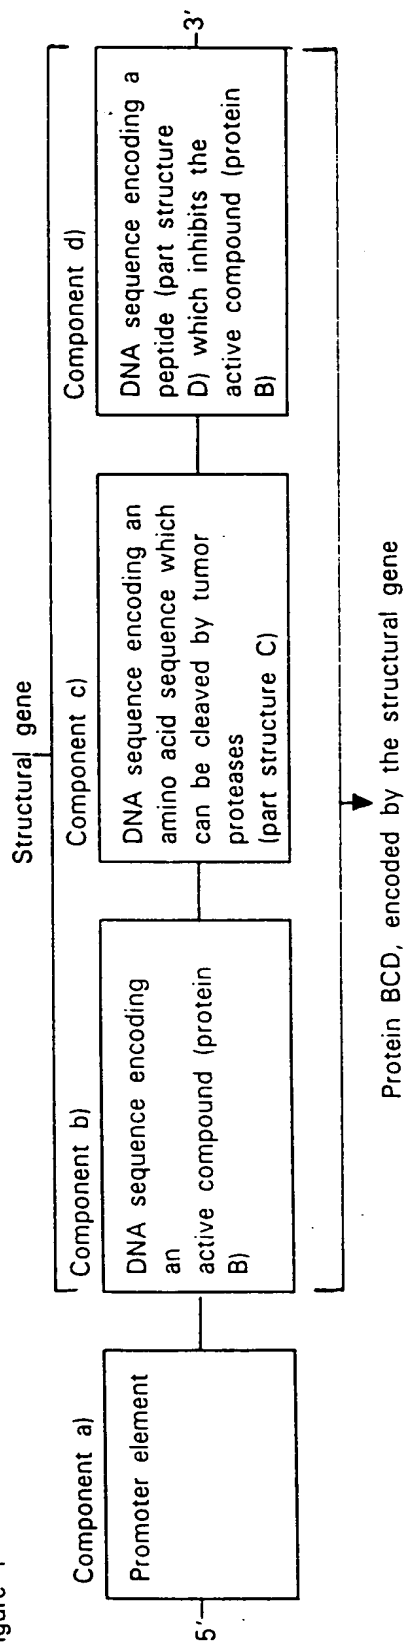 Structural gene
Component a)
Component b)
Component c)
Component d)
5'
Promoter element
DNA sequence encoding
an
active compound (protein
B)
DNA sequence encoding an
amino acid sequence which
can be cleaved by tumor
proteases
(part structure C)
DNA sequence encoding a
peptide (part structure
D) which inhibits the
active compound (protein
B)
3'
Protein BCD, encoded by the structural gene